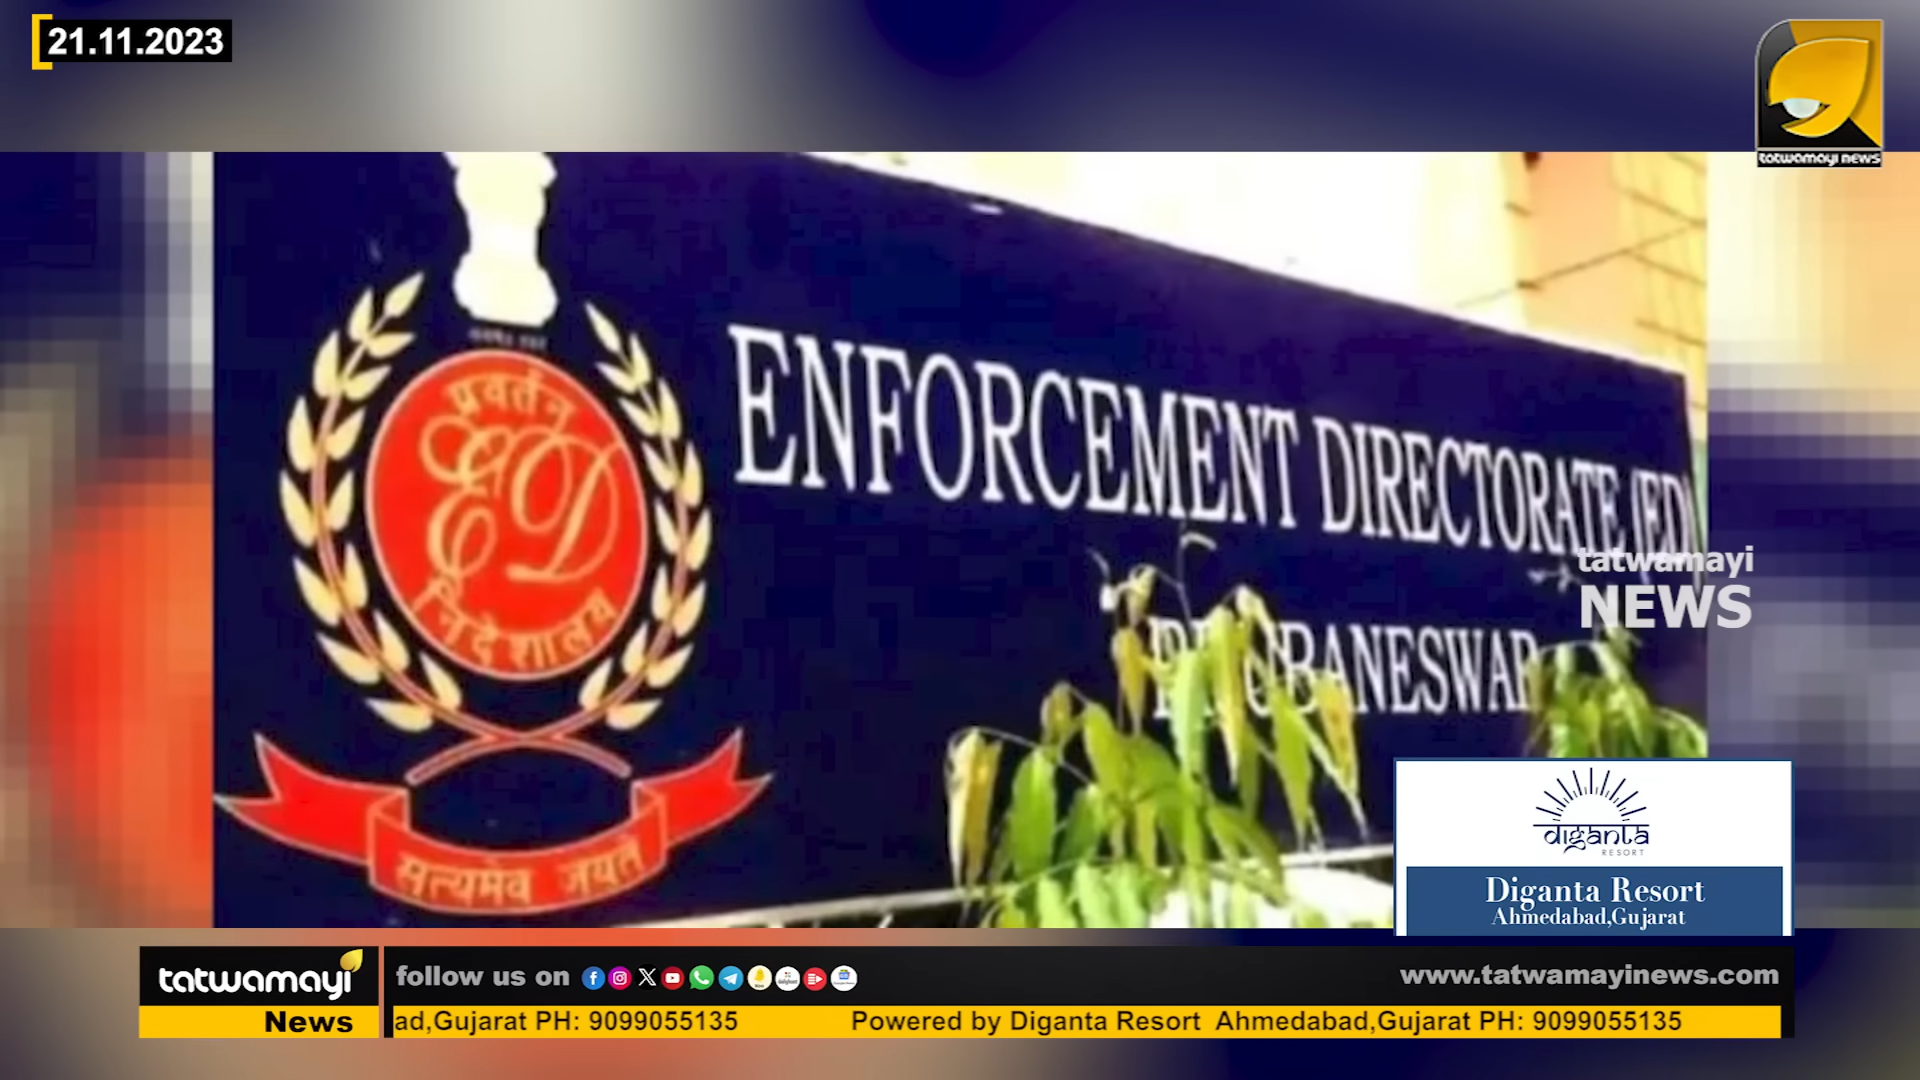 21.11.2023
tatwamayi news
प्रवर्तन
ED
निदेशालय
सत्यमेव जयते
ENFORCEMENT DIRECTORATE (ED)
BHUBANESWAR
tatwamayi
NEWS
diganta
RESORT
Diganta Resort
Ahmedabad,Gujarat
tatwamayi
News
follow us on
www.tatwamayinews.com
ad,Gujarat PH: 9099055135 Powered by Diganta Resort Ahmedabad,Gujarat PH: 9099055135